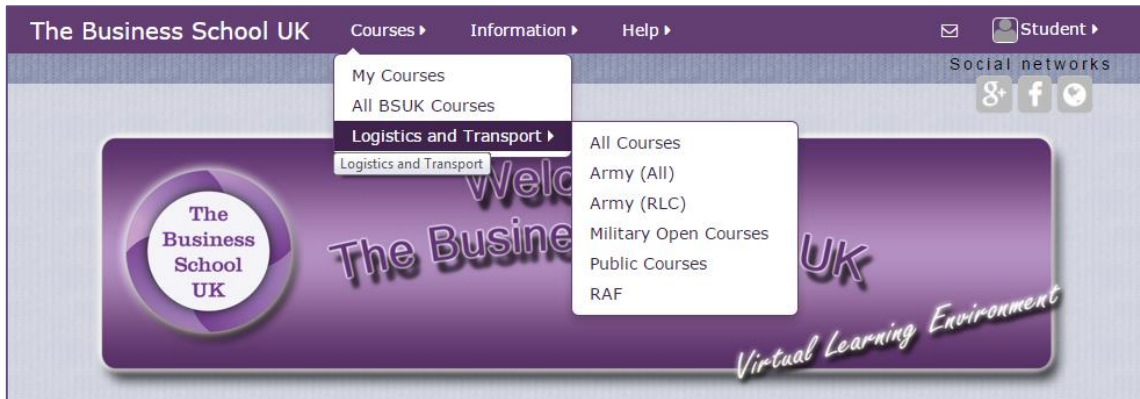 The Business School UK
Courses
Information
Help
Student
Social networks
8+ f
My Courses
All BSUK Courses
Logistics and Transport
Logistics and Transport
All Courses
Army (All)
Army (RLC)
Military Open Courses
Public Courses
RAF
The
Business
School
UK
The Busine
UK
Virtual Learning Environment